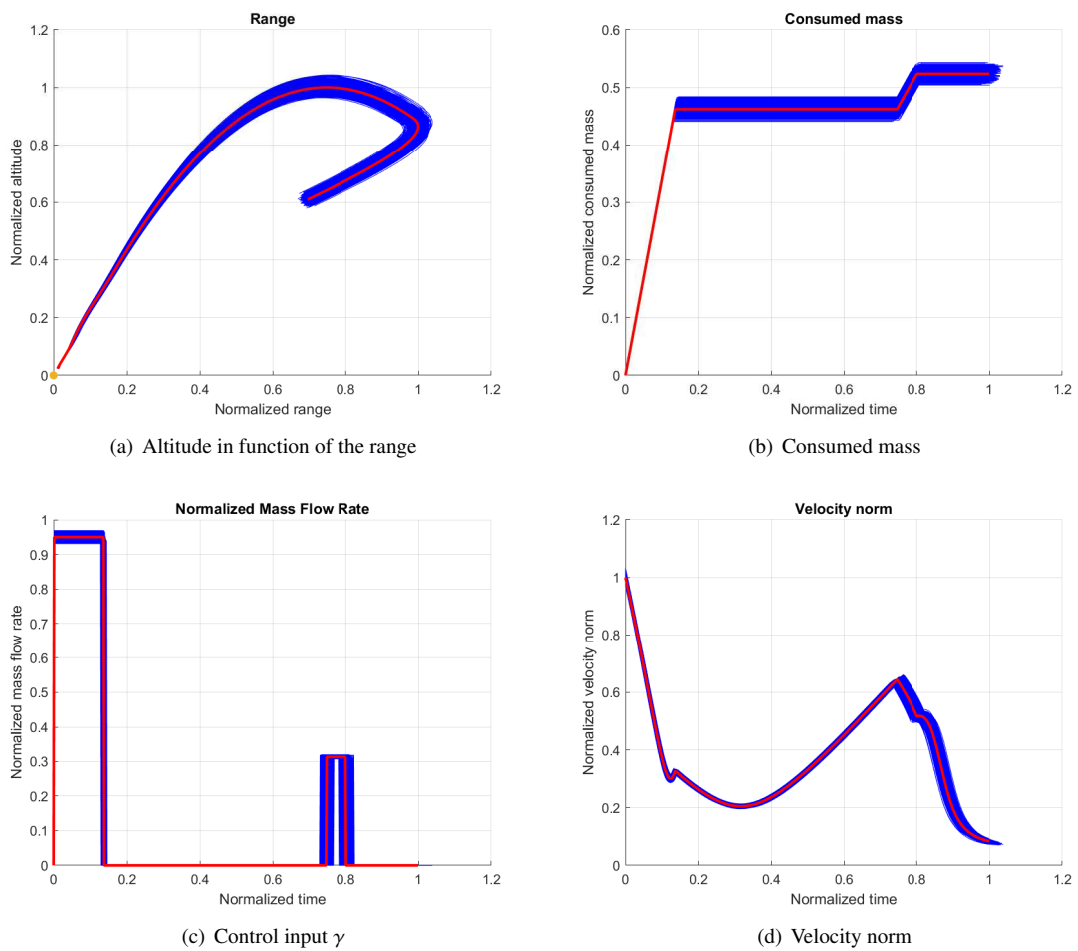 Range
Normalized altitude
1.2
1
0.8
0.6
0.4
0.2
0
0 0.2 0.4 0.6 0.8 1 1.2
Normalized range
(a) Altitude in function of the range
Consumed mass
Normalized consumed mass
0.6
0.5
0.4
0.3
0.2
0.1
0
0 0.2 0.4 0.6 0.8 1 1.2
Normalized time
(b) Consumed mass
Normalized Mass Flow Rate
Normalized mass flow rate
1
0.9
0.8
0.7
0.6
0.5
0.4
0.3
0.2
0.1
0
0 0.2 0.4 0.6 0.8 1 1.2
Normalized time
(c) Control input γ
Velocity norm
Normalized velocity norm
1.2
1
0.8
0.6
0.4
0.2
0
0 0.2 0.4 0.6 0.8 1 1.2
Normalized time
(d) Velocity norm